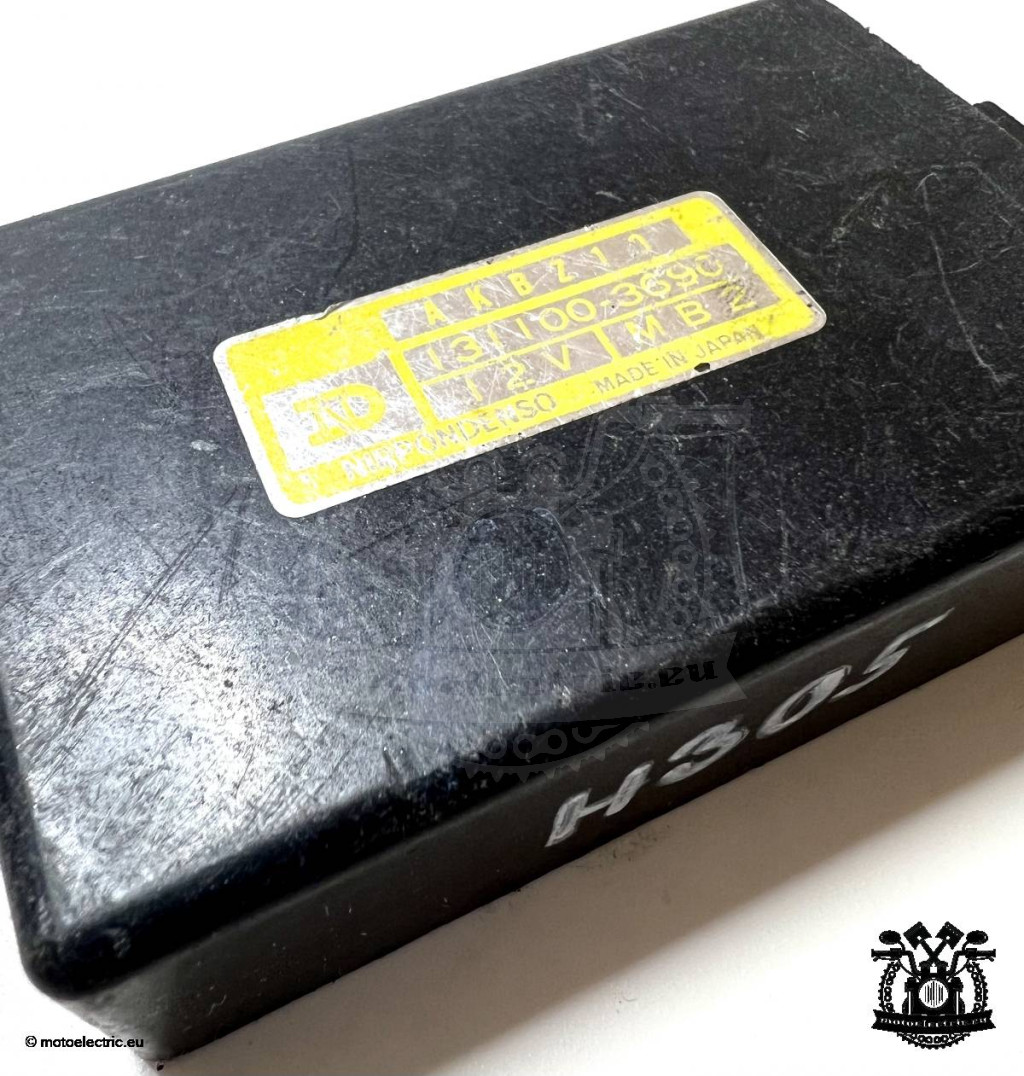 AKBZ11
131100-3690
12V MB2
ND
NIPPONDENSO MADE IN JAPAN
H305
© motoelectric.eu